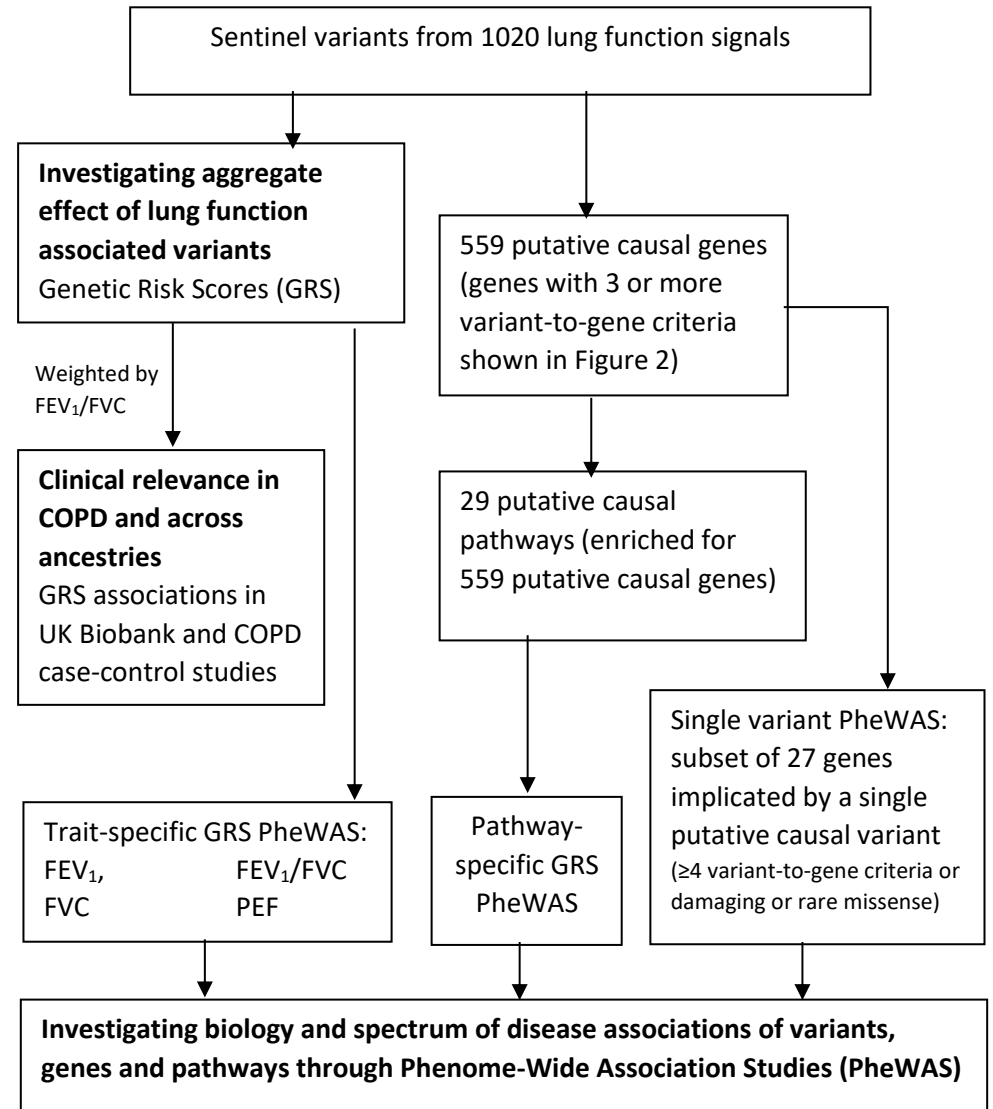 Sentinel variants from 1020 lung function signals
Investigating aggregate
effect of lung function
associated variants
Genetic Risk Scores (GRS)
559 putative causal genes
(genes with 3 or more
variant-to-gene criteria
shown in Figure 2)
Weighted by
FEV₁/FVC
Clinical relevance in
COPD and across
ancestries
GRS associations in
UK Biobank and COPD
case-control studies
29 putative causal
pathways (enriched for
559 putative causal genes)
Single variant PheWAS:
subset of 27 genes
implicated by a single
putative causal variant
(≥4 variant-to-gene criteria or
damaging or rare missense)
Trait-specific GRS PheWAS:
FEV₁, FEV₁/FVC
FVC PEF
Pathway-
specific GRS
PheWAS
Investigating biology and spectrum of disease associations of variants,
genes and pathways through Phenome-Wide Association Studies (PheWAS)